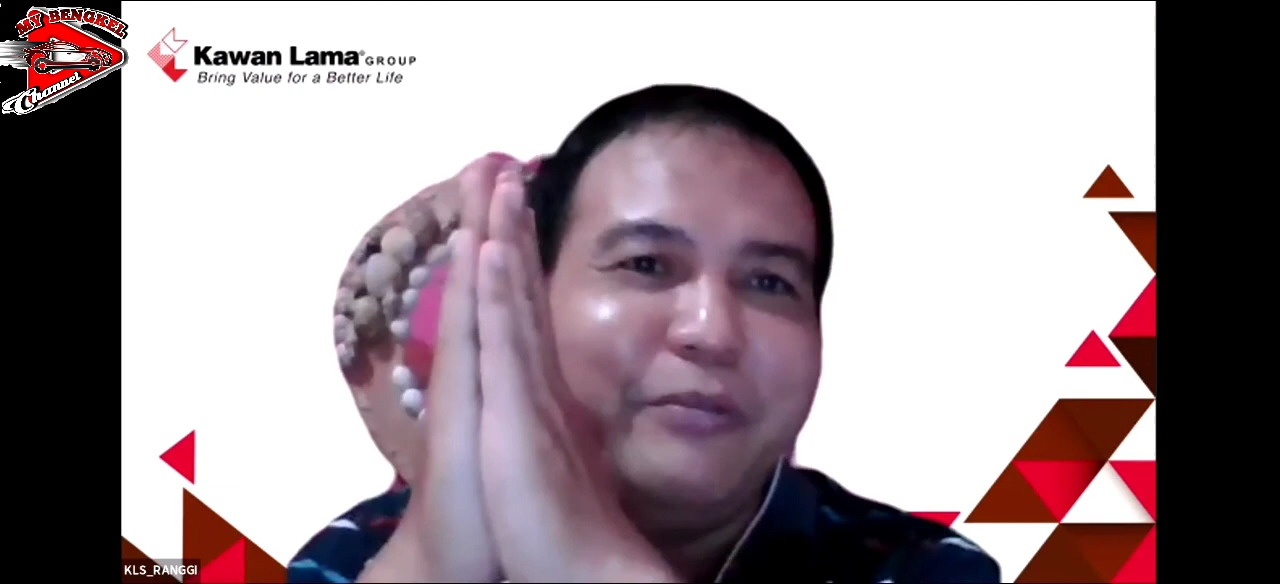 MY BENGKEL
Channel
Kawan Lama® GROUP
Bring Value for a Better Life
KLS_RANGGI